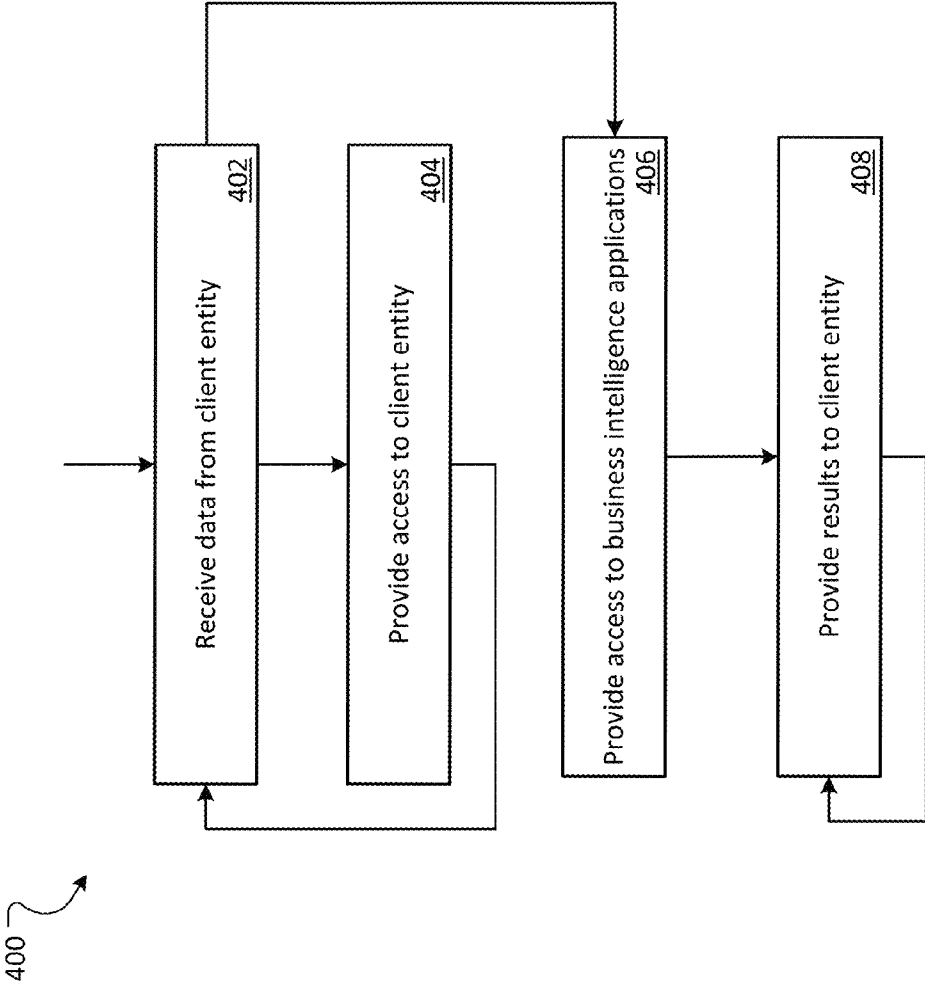 400
Receive data from client entity
402
Provide access to client entity
404
Provide access to business intelligence applications
406
Provide results to client entity
408